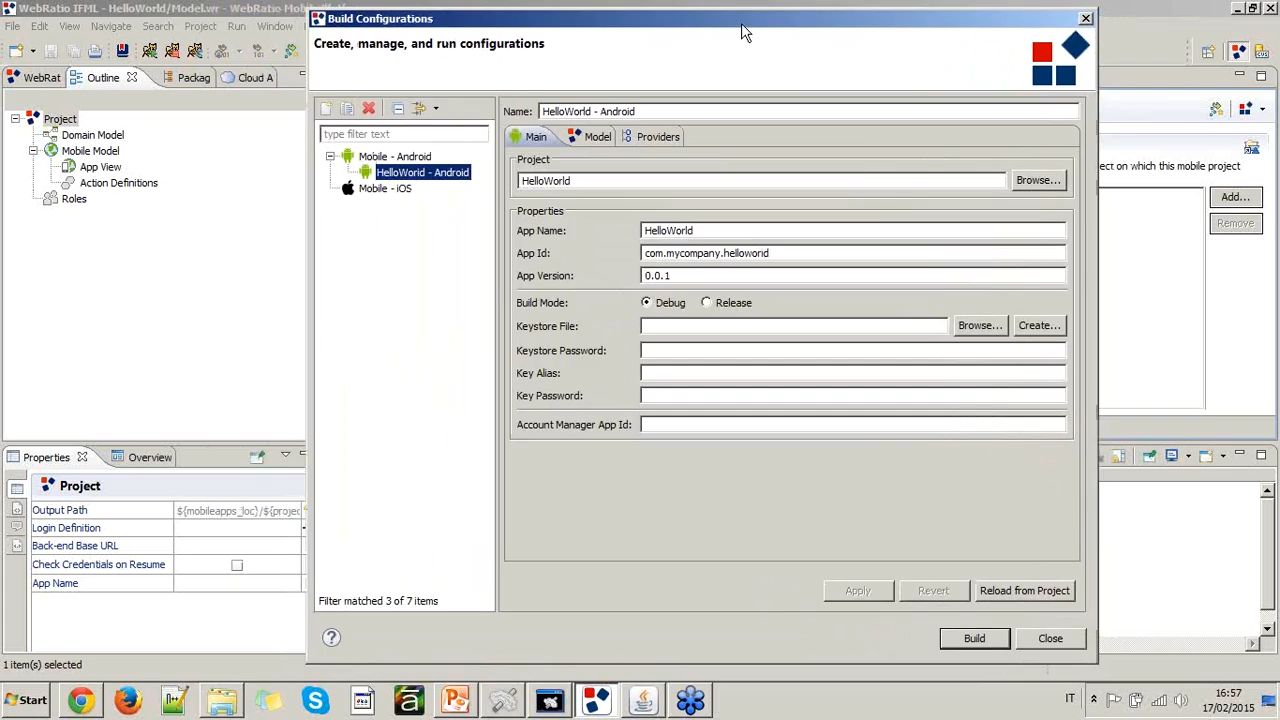 WebRatio IFML - HelloWorld/Model.wr - WebRatio
File Edit Navigate Search Project Run Window
WebRat Outline Packag Cloud A
Project
Domain Model
Mobile Model
App View
Action Definitions
Roles
Build Configurations
Create, manage, and run configurations
type filter text
Mobile - Android
HelloWorld - Android
Mobile - iOS
Filter matched 3 of 7 items
Name: HelloWorld - Android
Main Model Providers
Project
HelloWorld Browse...
Properties
App Name: HelloWorld
App Id: com.mycompany.helloworld
App Version: 0.0.1
Build Mode: Debug Release
Keystore File: Browse... Create...
Keystore Password:
Key Alias:
Key Password:
Account Manager App Id:
Apply Revert Reload from Project
Build Close
ect on which this mobile project
Add...
Remove
Properties Overview
Project
Output Path ${mobileapps_loc}/${projec
Login Definition
Back-end Base URL
Check Credentials on Resume
App Name
1 item(s) selected
Start IT 16:57
17/02/2015